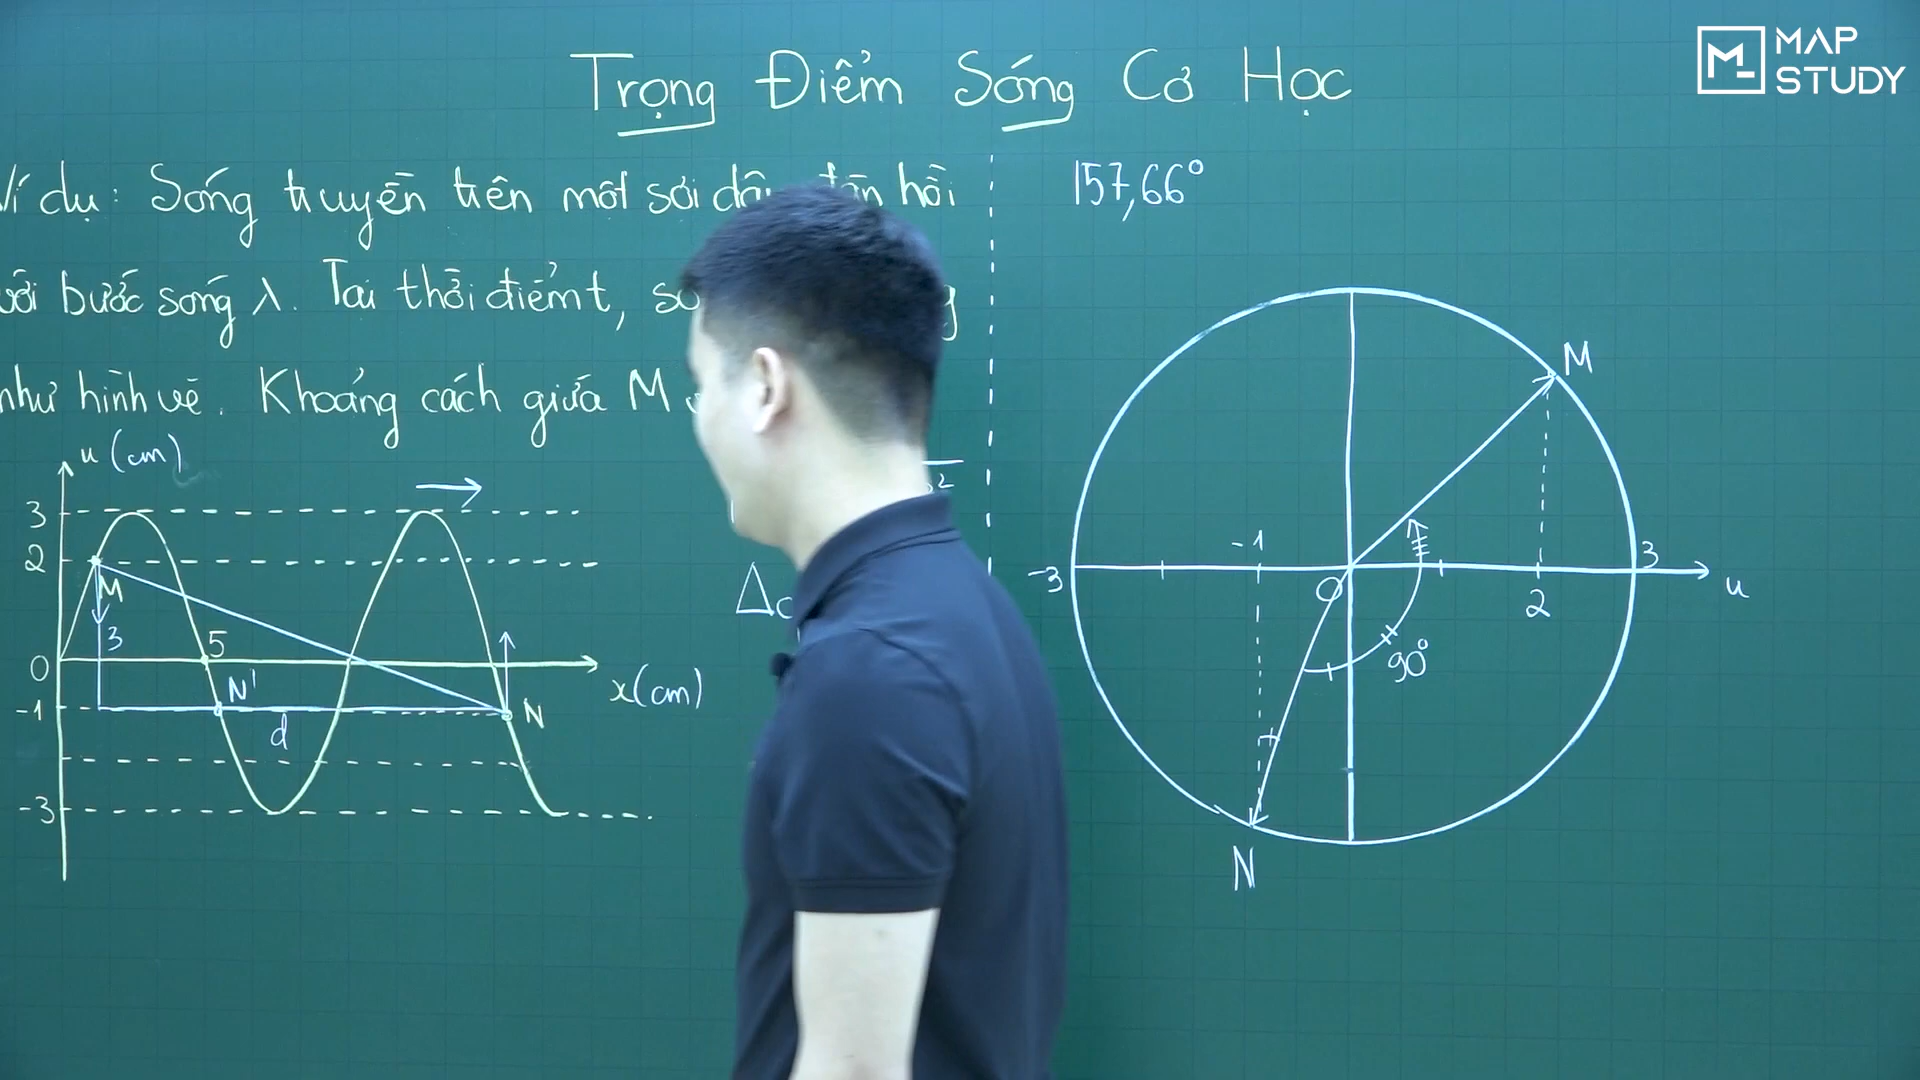 MAP STUDY
Trọng Điểm Sóng Cơ Học
Ví dụ: Sóng truyền trên một sợi dây đàn hồi
với bước sóng λ. Tại thời điểm t,
như hình vẽ. Khoảng cách giữa M
u (cm)
3
2
M
3
5
0
x(cm)
N'
-1
N
d
-3
157,66°
M
-1
3
-3
O
2
u
90°
N